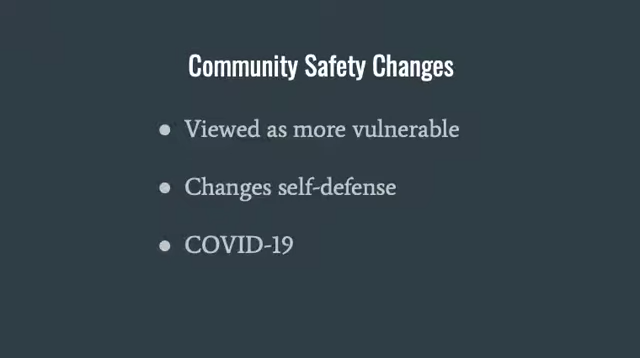 Community Safety Changes
● Viewed as more vulnerable
● Changes self-defense
● COVID-19